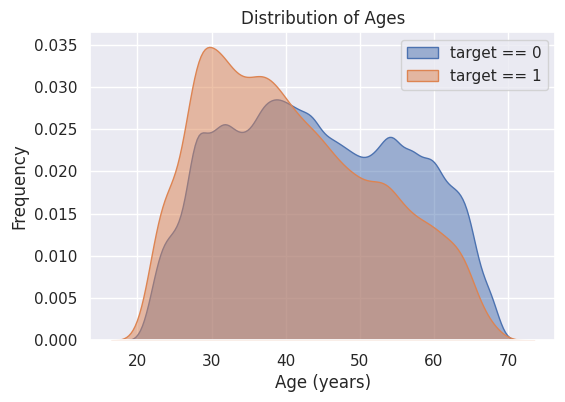 Distribution of Ages
target == 0
target == 1
Frequency
0.035
0.030
0.025
0.020
0.015
0.010
0.005
0.000
20 30 40 50 60 70
Age (years)